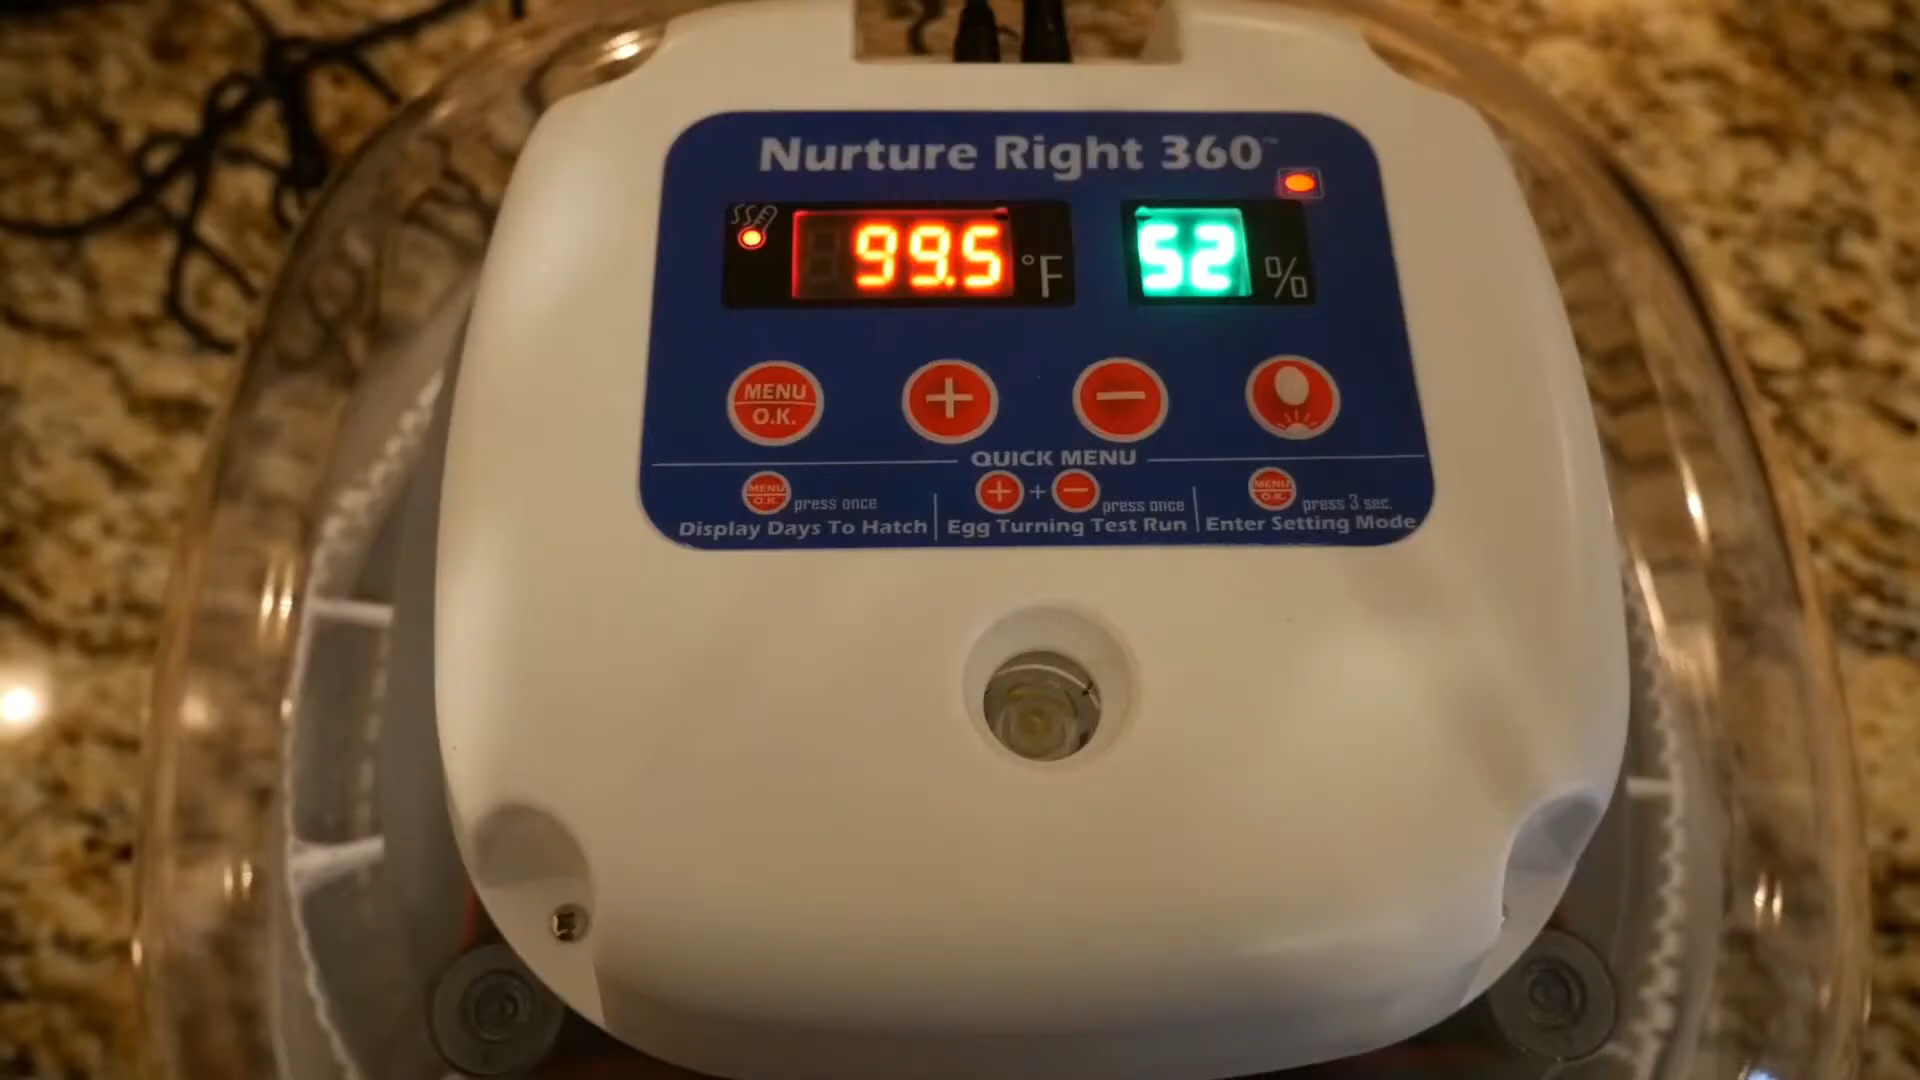 Nurture Right 360™
99.5 °F
52 %
MENU
O.K.
QUICK MENU
MENU
O.K. press once
Display Days To Hatch
+ + − press once
Egg Turning Test Run
MENU
O.K. press 3 sec.
Enter Setting Mode